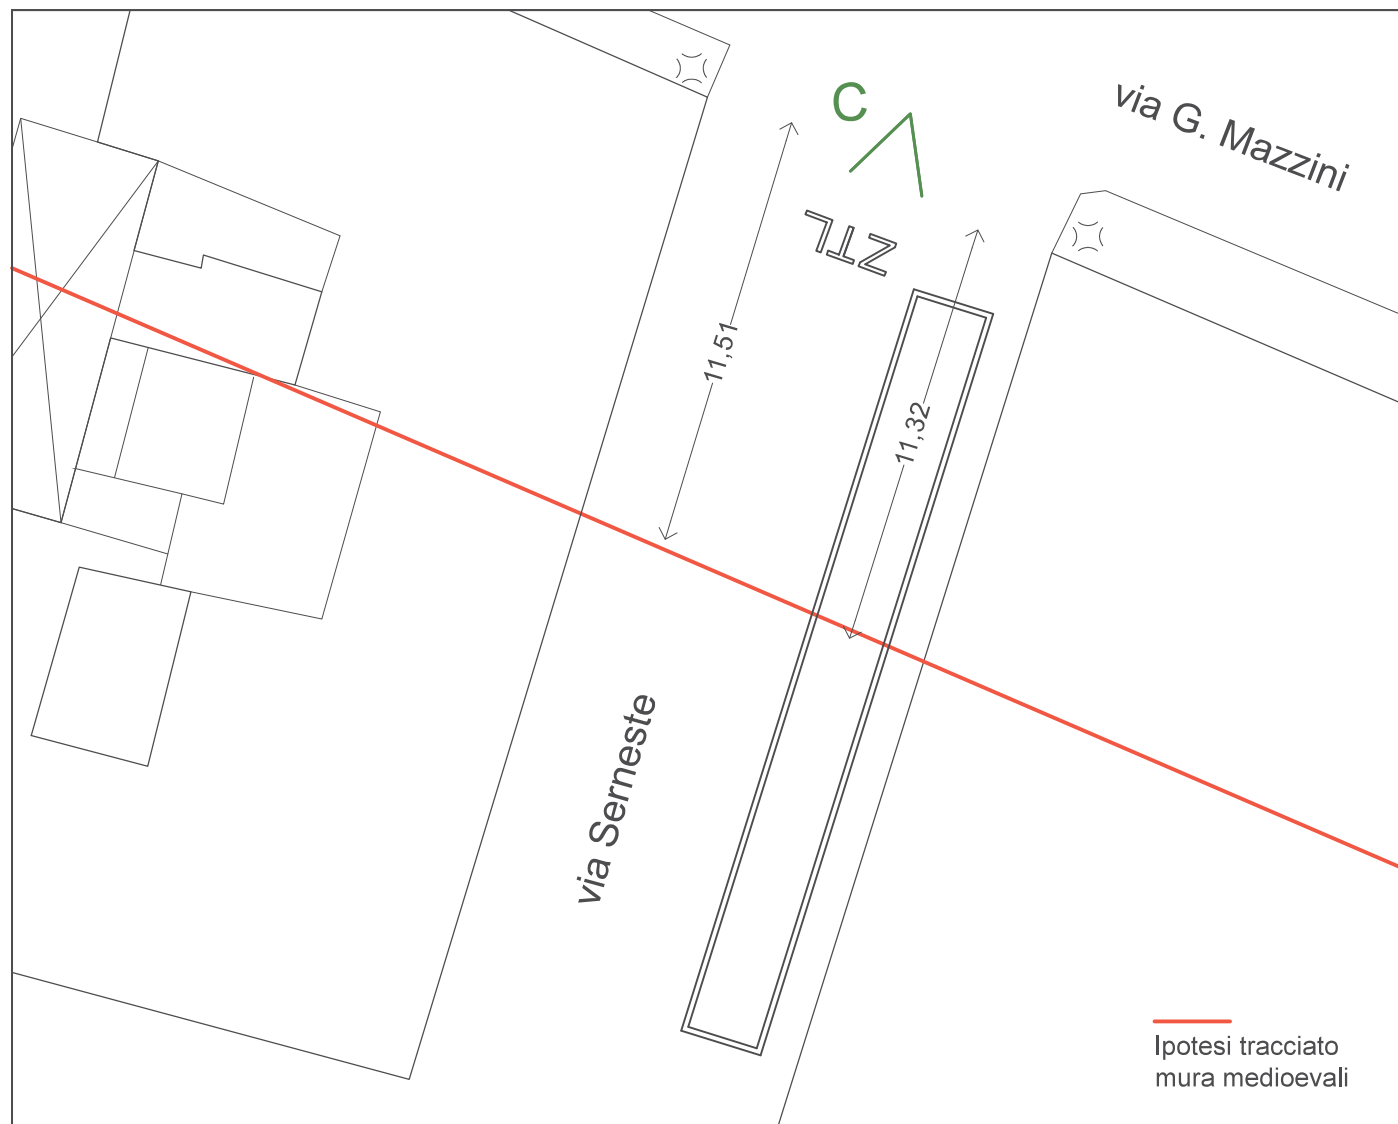 C
via G. Mazzini
ZTL
11,51
11,32
via Serneste
Ipotesi tracciato
mura medioevali